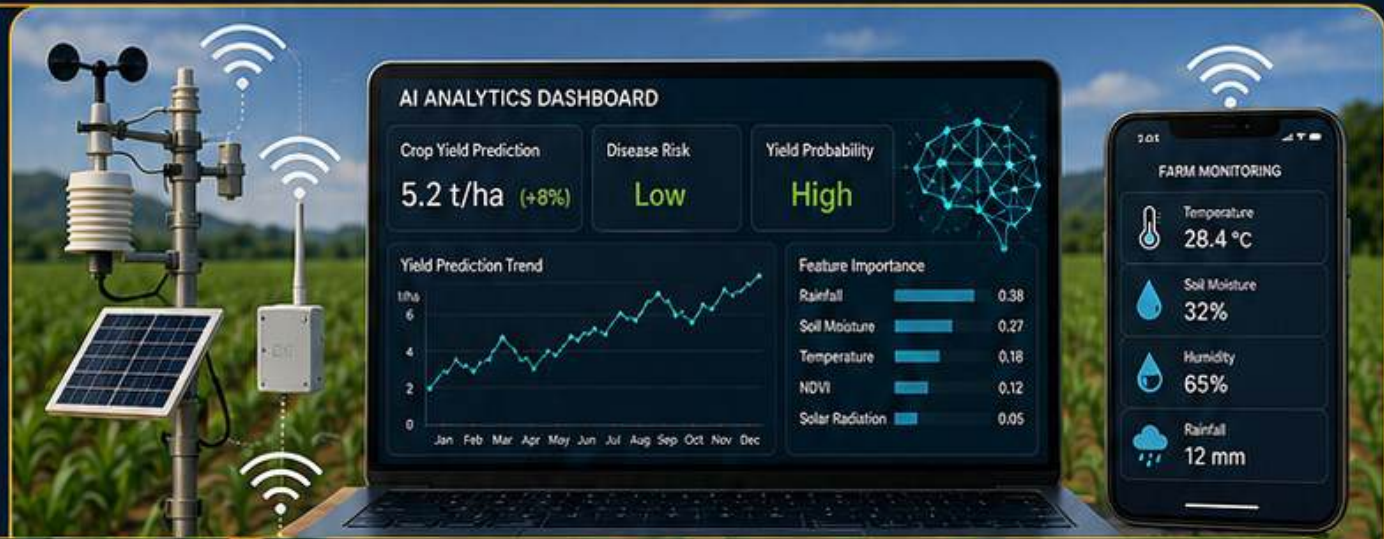 AI ANALYTICS DASHBOARD
Crop Yield Prediction
5.2 t/ha (+8%)
Disease Risk
Low
Yield Probability
High
Yield Prediction Trend
t/ha
6
4
2
0
Jan Feb Mar Apr May Jun Jul Aug Sep Oct Nov Dec
Feature Importance
Rainfall 0.38
Soil Moisture 0.27
Temperature 0.18
NDVI 0.12
Solar Radiation 0.05
FARM MONITORING
Temperature
28.4 °C
Soil Moisture
32%
Humidity
65%
Rainfall
12 mm